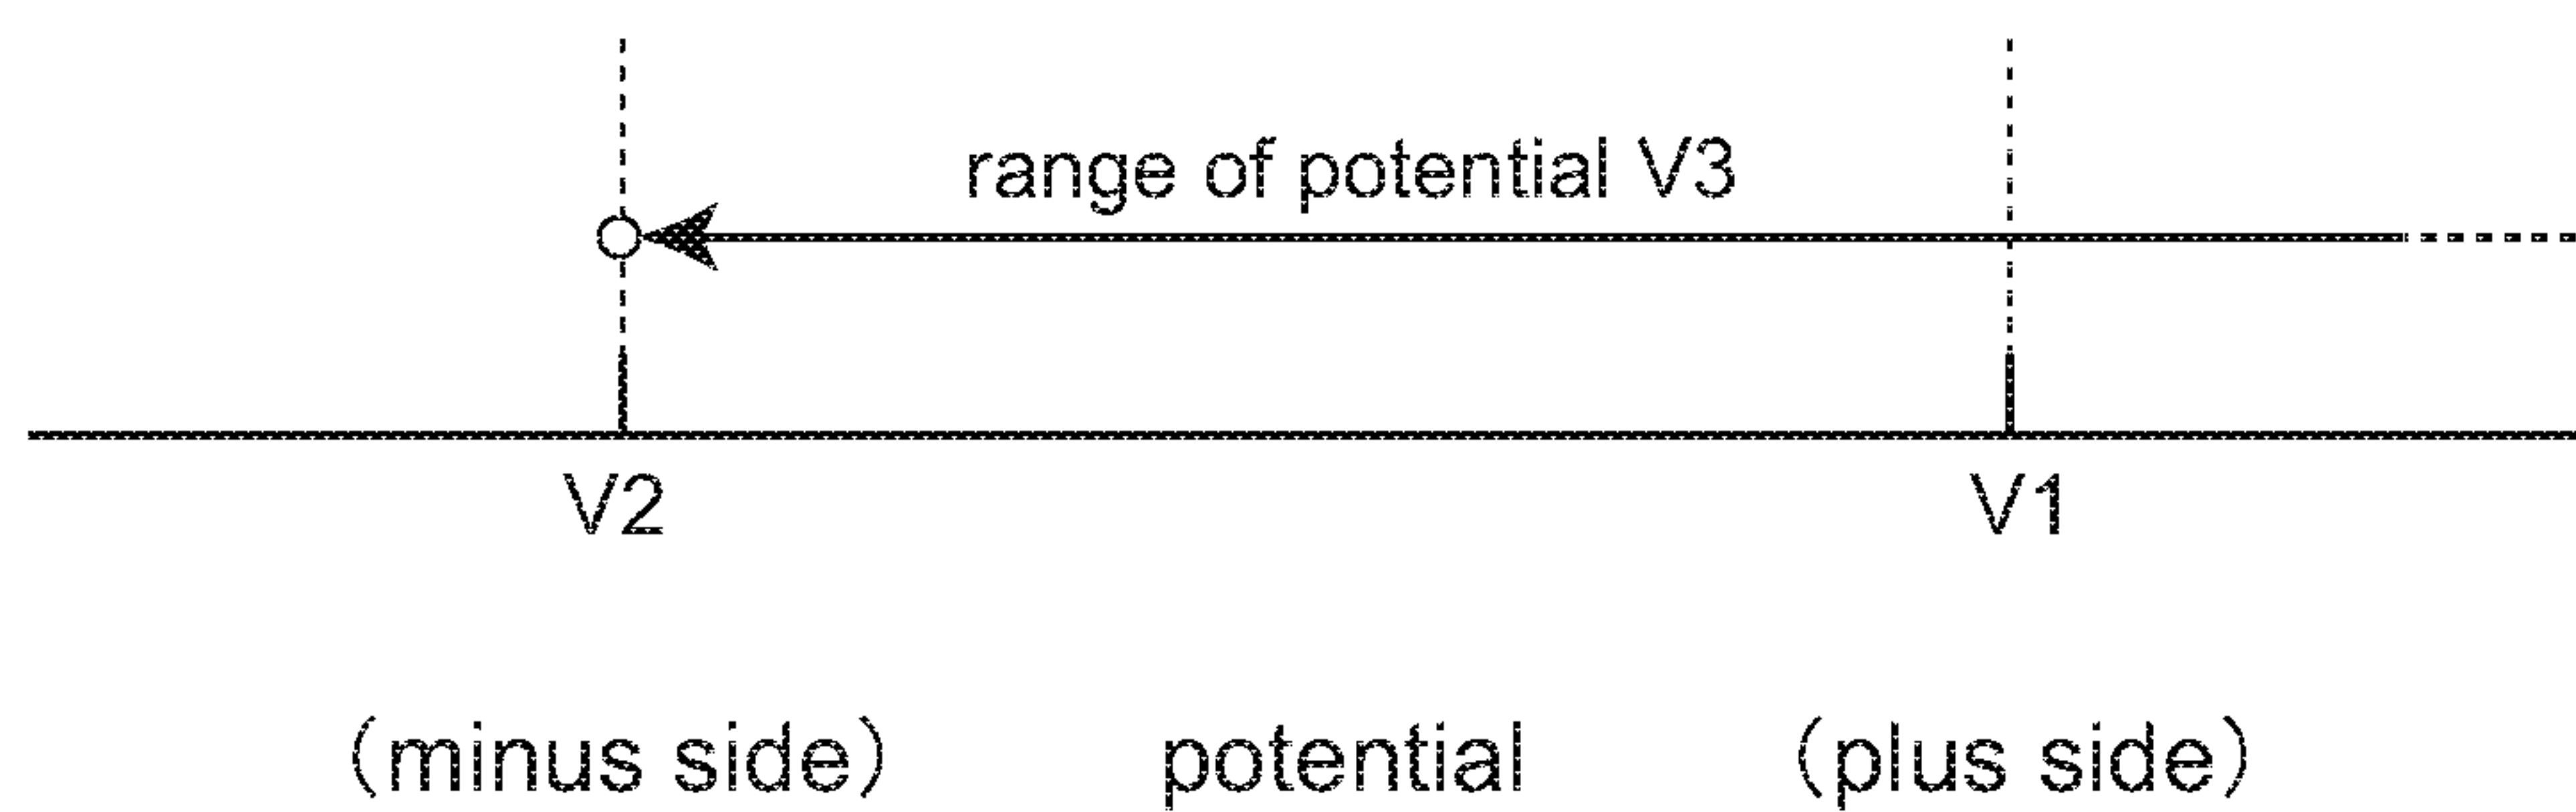 range of potential V3
V2 V1
(minus side) potential (plus side)